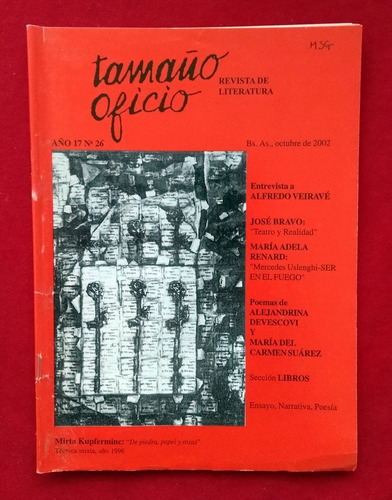 tamaño
oficio
REVISTA DE
LITERATURA
AÑO 17 Nº 26
Bs. As., octubre de 2002
Entrevista a
ALFREDO VEIRAVÉ
JOSÉ BRAVO:
"Teatro y Realidad"
MARÍA ADELA
RENARD:
"Mercedes Uslenghi-SER
EN EL FUEGO"
Poemas de
ALEJANDRINA
DEVESCOVI
Y
MARÍA DEL
CARMEN SUÁREZ
Sección LIBROS
Ensayo, Narrativa, Poesía
Mirta Kupferminc: "De piedra, papel y
Técnica mixta, año 1998